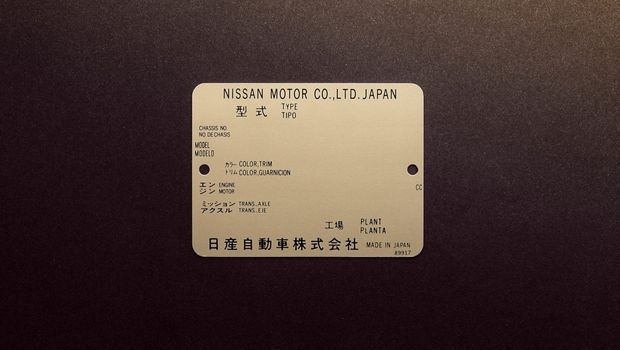 NISSAN MOTOR CO.,LTD. JAPAN
型式 TYPE
TIPO
CHASSIS NO.
NO DECHASIS
MODEL
MODELO
カラー COLOR,TRIM
トリム COLOR,GUARNICION
エンジン ENGINE
MOTOR
CC
ミッション TRANS.,AXLE
アクスル TRANS.,EJE
工場 PLANT
PLANTA
日産自動車株式会社 MADE IN JAPAN
89917